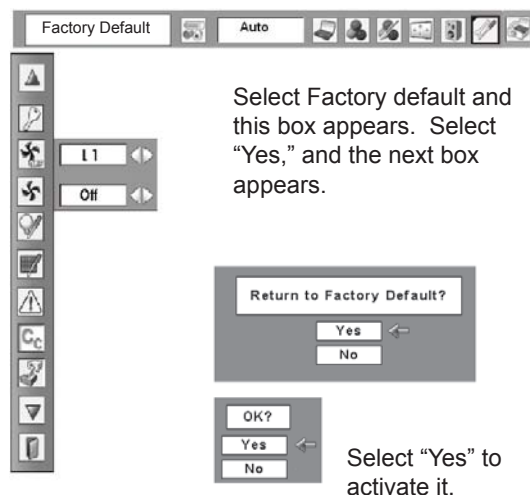 Factory Default
Auto
Select Factory default and
this box appears. Select
“Yes,” and the next box
appears.
L1
Off
Return to Factory Default?
Yes
No
Cc
OK?
Yes
No
Select “Yes” to
activate it.